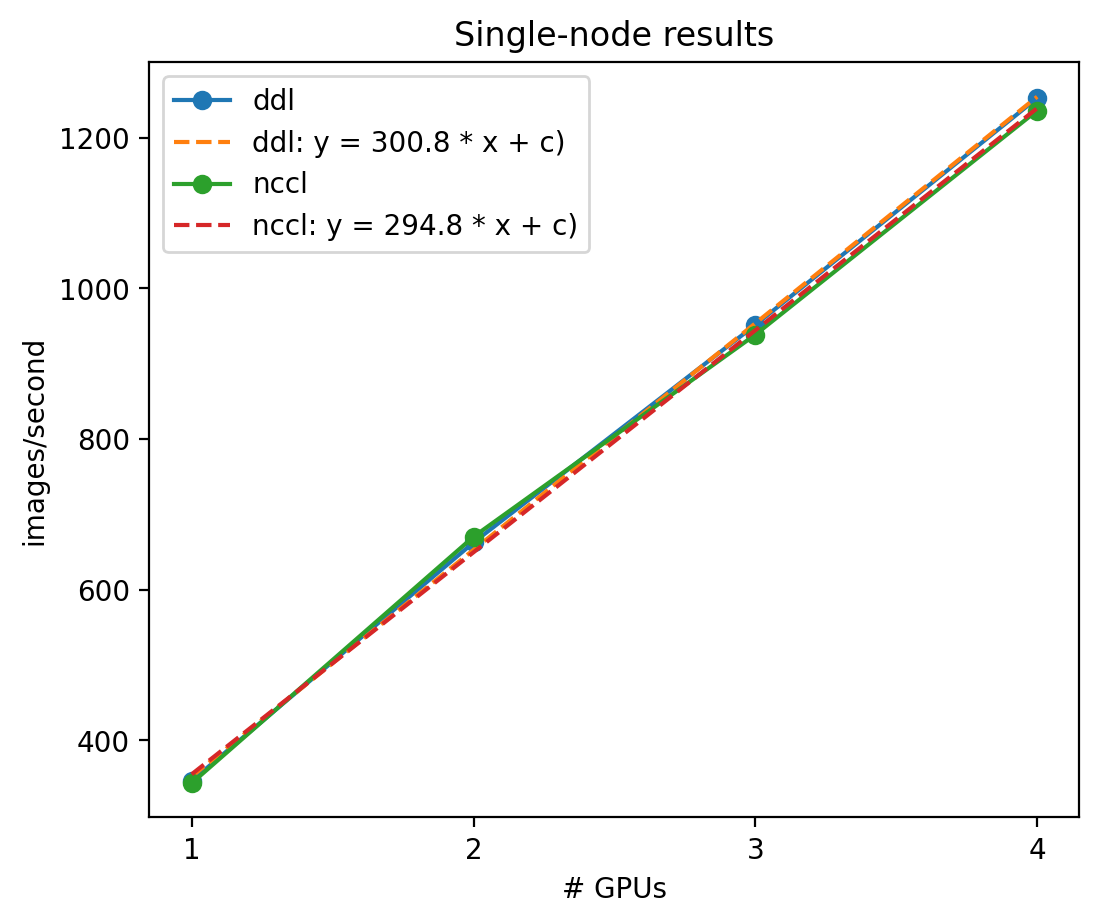 Single-node results
ddl
ddl: y = 300.8 * x + c)
nccl
nccl: y = 294.8 * x + c)
1200
1000
800
600
400
images/second
1 2 3 4
# GPUs